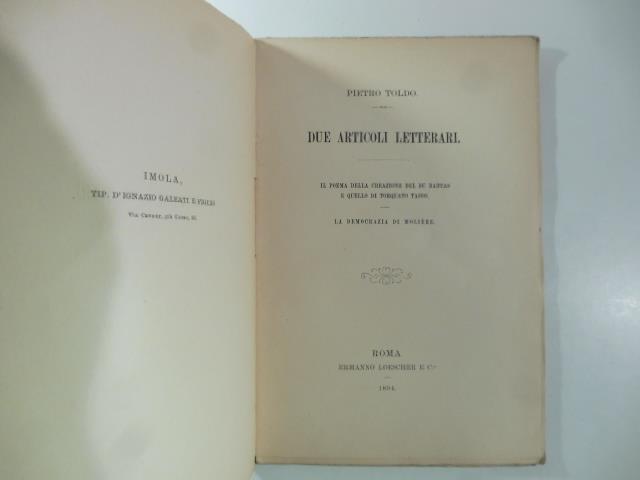 IMOLA,
TIP. D'IGNAZIO GALEATI E FIGLIO
Via Cavour, già Corso, 35.
PIETRO TOLDO.
DUE ARTICOLI LETTERARI.
IL POEMA DELLA CREAZIONE DEL DU BARTAS
E QUELLO DI TORQUATO TASSO.
LA DEMOCRAZIA DI MOLIÈRE.
ROMA
ERMANNO LOESCHER E C.º
1894.